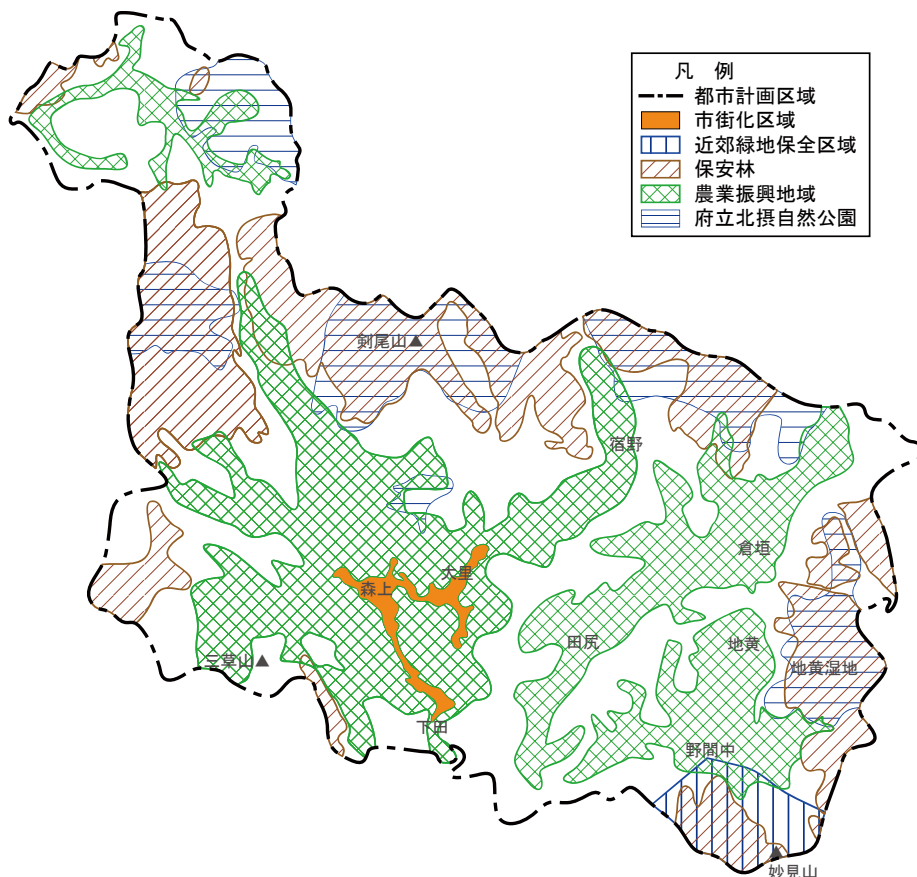 凡 例
都市計画区域
市街化区域
近郊緑地保全区域
保安林
農業振興地域
府立北摂自然公園
剣尾山
宿野
倉垣
大里
森上
田尻
地黄
三草山
地黄湿地
下田
野間中
妙見山